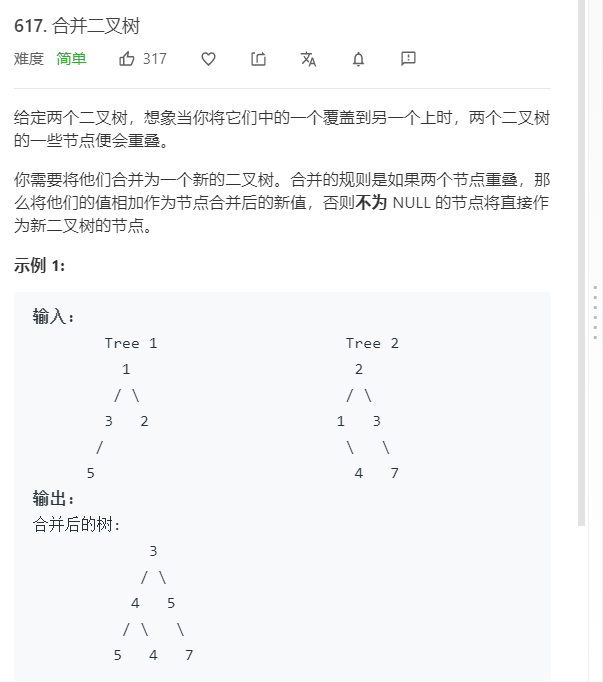 617. 合并二叉树
难度 简单 317
给定两个二叉树，想象当你将它们中的一个覆盖到另一个上时，两个二叉树
的一些节点便会重叠。
你需要将他们合并为一个新的二叉树。合并的规则是如果两个节点重叠，那
么将他们的值相加作为节点合并后的新值，否则不为 NULL 的节点将直接作
为新二叉树的节点。
示例 1:
输入:
Tree 1 Tree 2
1 2
/ \ / \
3 2 1 3
/ \ \
5 4 7
输出:
合并后的树:
3
/ \
4 5
/ \ \
5 4 7